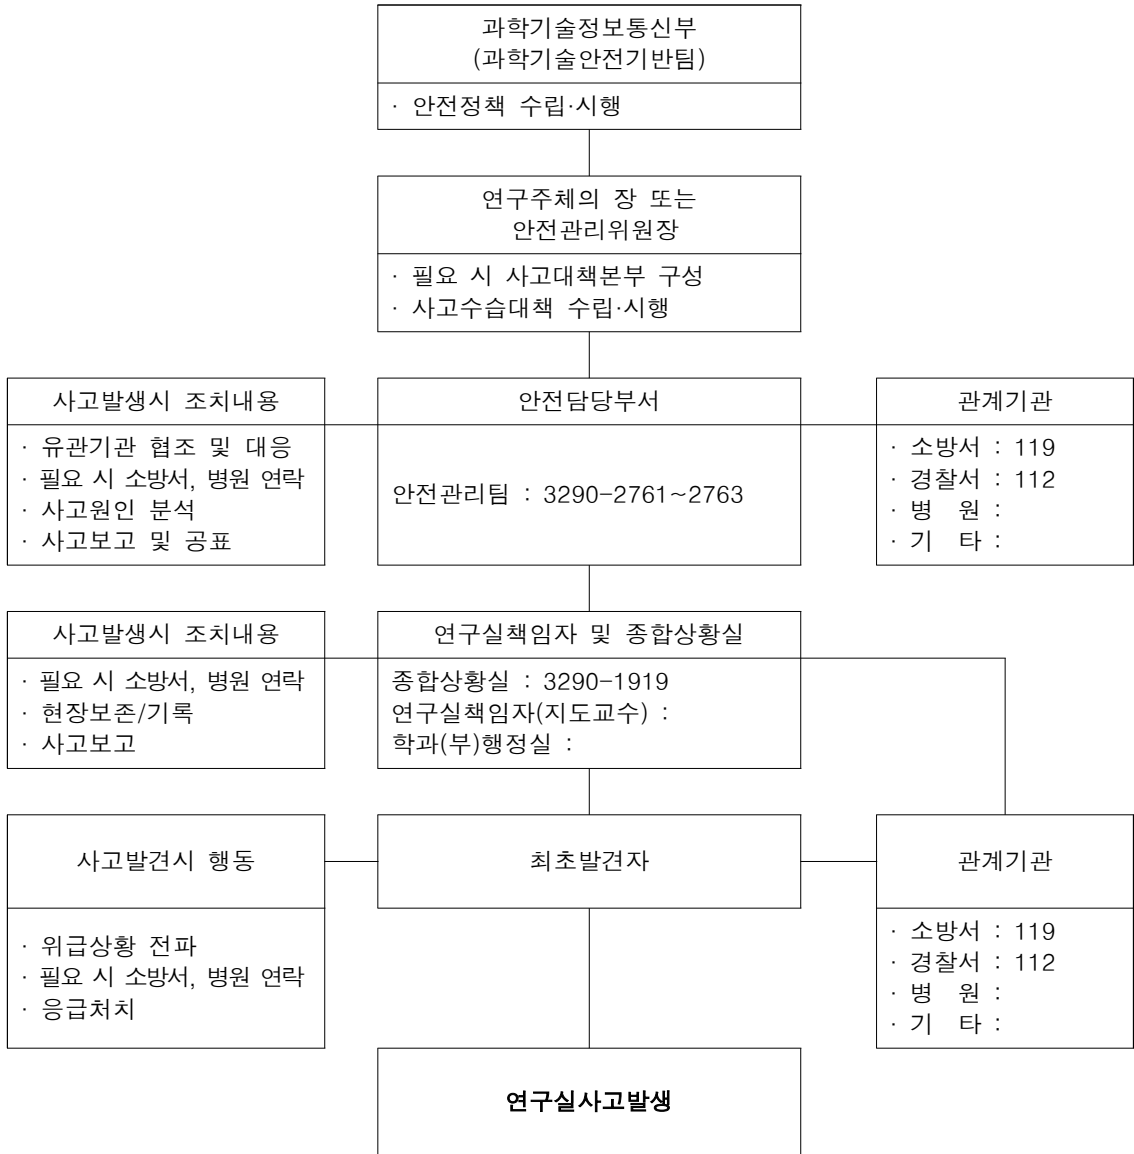 과학기술정보통신부
(과학기술안전기반팀)
· 안전정책 수립·시행
연구주체의 장 또는
안전관리위원장
· 필요 시 사고대책본부 구성
· 사고수습대책 수립·시행
사고발생시 조치내용
· 유관기관 협조 및 대응
· 필요 시 소방서, 병원 연락
· 사고원인 분석
· 사고보고 및 공표
안전담당부서
안전관리팀 : 3290-2761~2763
관계기관
· 소방서 : 119
· 경찰서 : 112
· 병 원 :
· 기 타 :
사고발생시 조치내용
· 필요 시 소방서, 병원 연락
· 현장보존/기록
· 사고보고
연구실책임자 및 종합상황실
종합상황실 : 3290-1919
연구실책임자(지도교수) :
학과(부)행정실 :
사고발견시 행동
· 위급상황 전파
· 필요 시 소방서, 병원 연락
· 응급처치
최초발견자
관계기관
· 소방서 : 119
· 경찰서 : 112
· 병 원 :
· 기 타 :
연구실사고발생